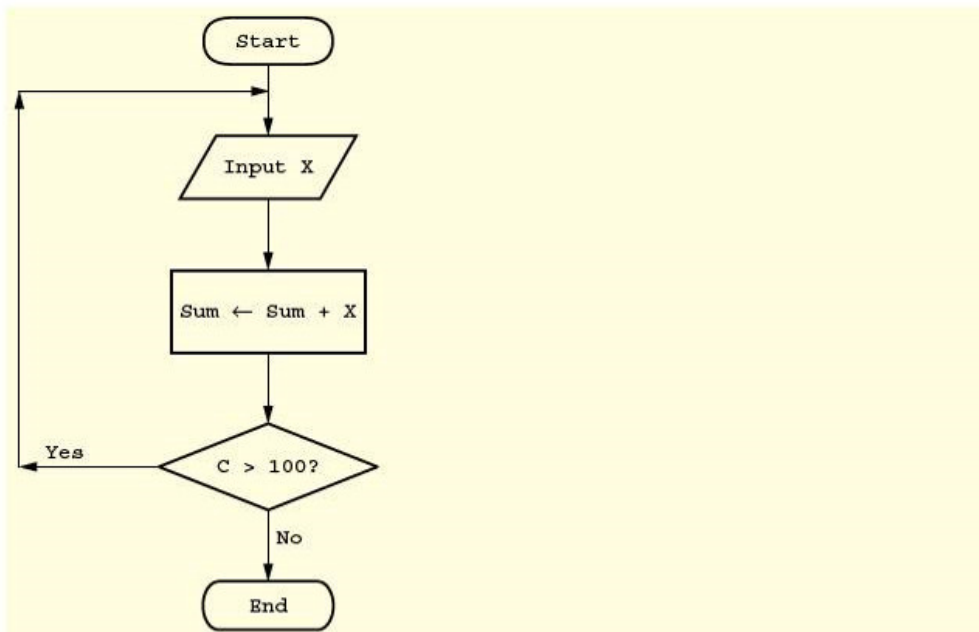 Start
Input X
Sum ← Sum + X
Yes
C > 100?
No
End